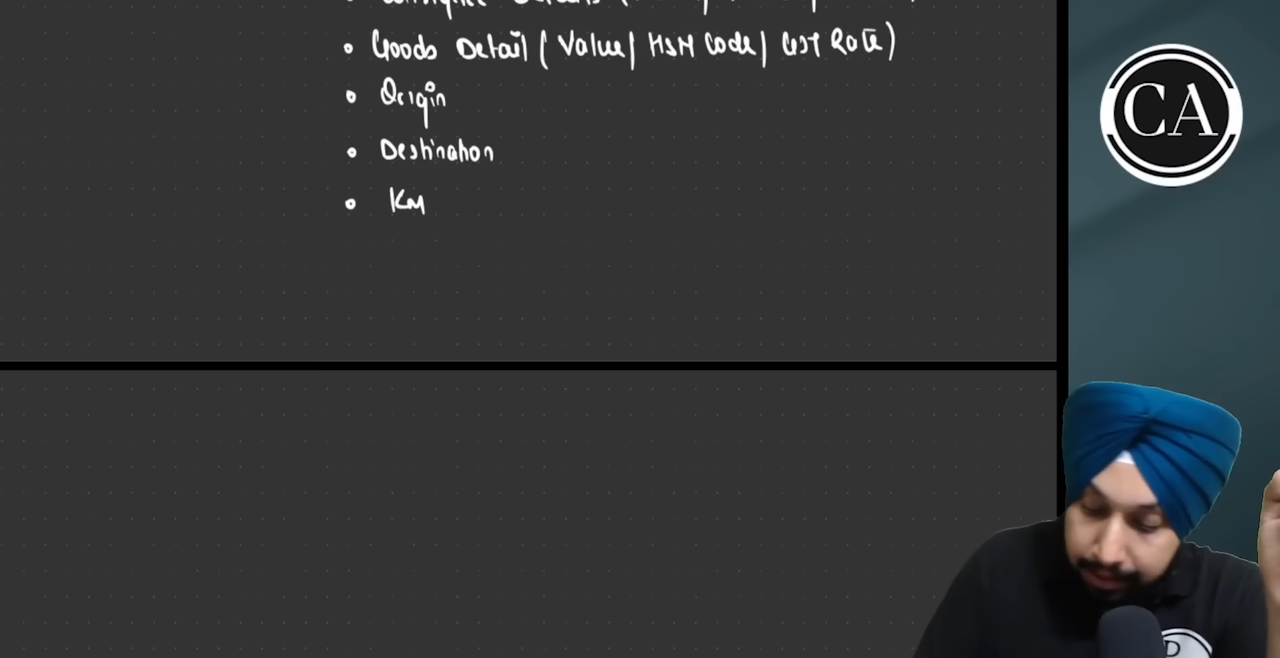 • Goods Detail ( Value | HSN Code | GST Rate )
• Origin
• Destination
• KM
CA